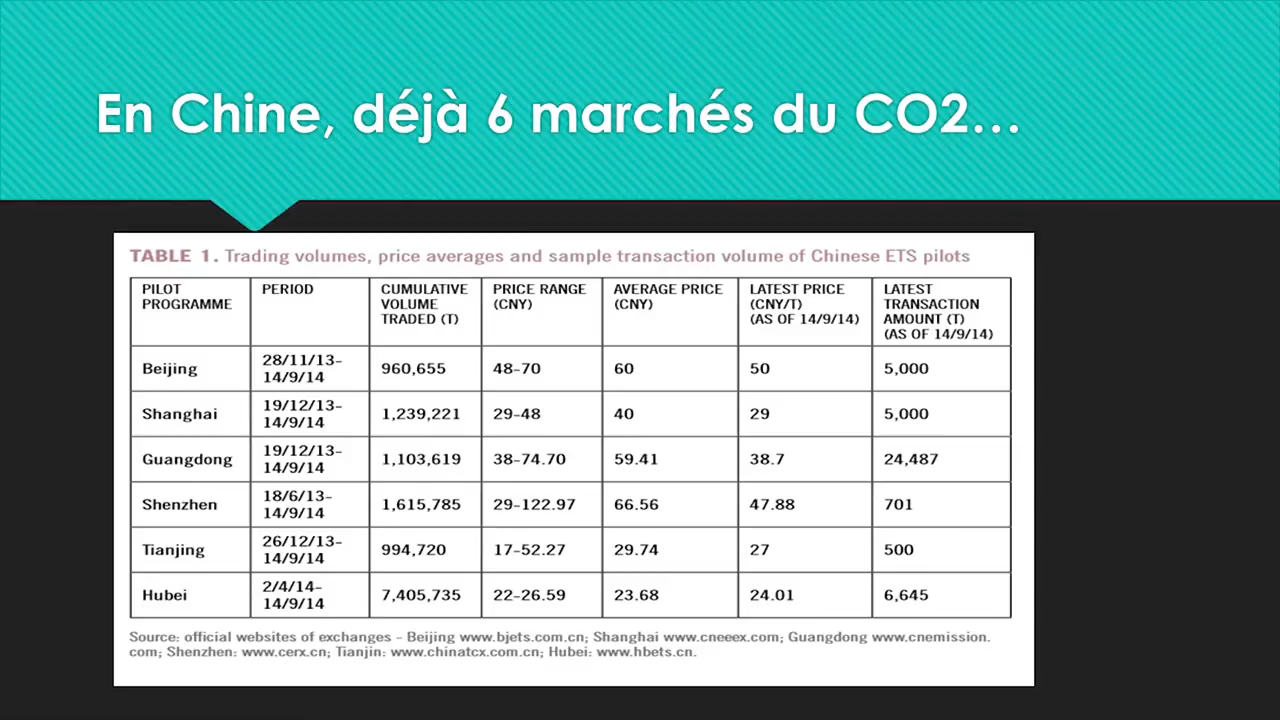 En Chine, déjà 6 marchés du CO2...
TABLE 1. Trading volumes, price averages and sample transaction volume of Chinese ETS pilots
PILOT PROGRAMME PERIOD CUMULATIVE VOLUME TRADED (T) PRICE RANGE (CNY) AVERAGE PRICE (CNY) LATEST PRICE (CNY/T) (AS OF 14/9/14) LATEST TRANSACTION AMOUNT (T) (AS OF 14/9/14)
Beijing 28/11/13-14/9/14 960,655 48-70 60 50 5,000
Shanghai 19/12/13-14/9/14 1,239,221 29-48 40 29 5,000
Guangdong 19/12/13-14/9/14 1,103,619 38-74.70 59.41 38.7 24,487
Shenzhen 18/6/13-14/9/14 1,615,785 29-122.97 66.56 47.88 701
Tianjing 26/12/13-14/9/14 994,720 17-52.27 29.74 27 500
Hubei 2/4/14-14/9/14 7,405,735 22-26.59 23.68 24.01 6,645
Source: official websites of exchanges - Beijing www.bjets.com.cn; Shanghai www.cneeex.com; Guangdong www.cnemission.
com; Shenzhen: www.cerx.cn; Tianjin: www.chinatcx.com.cn; Hubei: www.hbets.cn.